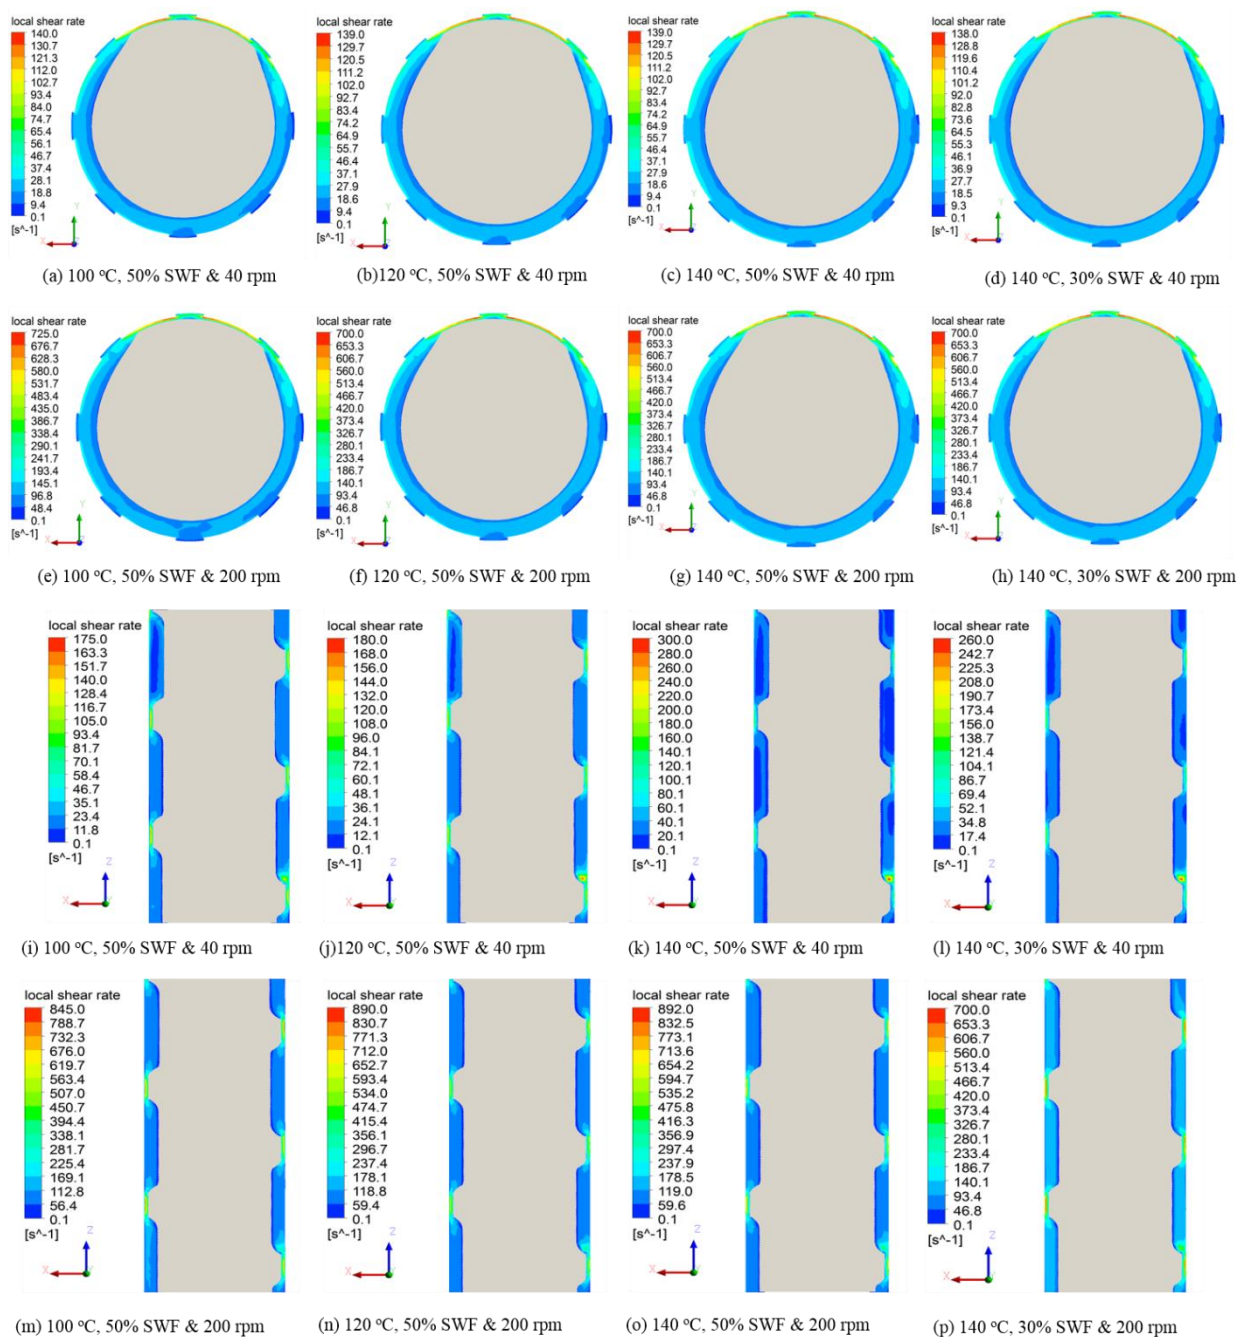 local shear rate
140.0
130.7
121.3
112.0
102.7
93.4
84.0
74.7
65.4
56.1
46.7
37.4
28.1
18.8
9.4
0.1
[s^-1]
Y
X
Z
(a) 100 °C, 50% SWF & 40 rpm
local shear rate
139.0
129.7
120.5
111.2
102.0
92.7
83.4
74.2
64.9
55.6
46.4
37.1
27.9
18.6
9.4
0.1
[s^-1]
Y
X
Z
(b)120 °C, 50% SWF & 40 rpm
local shear rate
139.0
129.7
120.5
111.2
102.0
92.7
83.4
74.2
64.9
55.6
46.4
37.1
27.9
18.6
9.4
0.1
[s^-1]
Y
X
Z
(c) 140 °C, 50% SWF & 40 rpm
local shear rate
138.0
128.8
119.6
110.4
101.2
92.0
82.8
73.6
64.5
55.3
46.1
36.9
27.7
18.5
9.3
0.1
[s^-1]
Y
X
Z
(d) 140 °C, 30% SWF & 40 rpm
local shear rate
725.0
676.7
628.3
580.0
531.7
483.4
435.0
386.7
338.4
290.1
241.7
193.4
145.1
96.8
48.4
0.1
[s^-1]
Y
X
Z
(e) 100 °C, 50% SWF & 200 rpm
local shear rate
700.0
653.3
606.7
560.0
513.4
466.7
420.0
373.4
326.7
280.1
233.4
186.7
140.1
93.4
46.8
0.1
[s^-1]
Y
X
Z
(f) 120 °C, 50% SWF & 200 rpm
local shear rate
700.0
653.3
606.7
560.0
513.4
466.7
420.0
373.4
326.7
280.1
233.4
186.7
140.1
93.4
46.8
0.1
[s^-1]
Y
X
Z
(g) 140 °C, 50% SWF & 200 rpm
local shear rate
700.0
653.3
606.7
560.0
513.4
466.7
420.0
373.4
326.7
280.1
233.4
186.7
140.1
93.4
46.8
0.1
[s^-1]
Y
X
Z
(h) 140 °C, 30% SWF & 200 rpm
local shear rate
175.0
163.3
151.7
140.0
128.4
116.7
105.0
93.4
81.7
70.1
58.4
46.7
35.1
23.4
11.8
0.1
[s^-1]
Z
X
(i) 100 °C, 50% SWF & 40 rpm
local shear rate
180.0
168.0
156.0
144.0
132.0
120.0
108.0
96.0
84.1
72.1
60.1
48.1
36.1
24.1
12.1
0.1
[s^-1]
Z
X
(j)120 °C, 50% SWF & 40 rpm
local shear rate
300.0
280.0
260.0
240.0
220.0
200.0
180.0
160.0
140.1
120.1
100.1
80.1
60.1
40.1
20.1
0.1
[s^-1]
Z
X
(k) 140 °C, 50% SWF & 40 rpm
local shear rate
260.0
242.7
225.3
208.0
190.7
173.4
156.0
138.7
121.4
104.1
86.7
69.4
52.1
34.8
17.4
0.1
[s^-1]
Z
X
(l) 140 °C, 30% SWF & 40 rpm
local shear rate
845.0
788.7
732.3
676.0
619.7
563.4
507.0
450.7
394.4
338.1
281.7
225.4
169.1
112.8
56.4
0.1
[s^-1]
Z
X
(m) 100 °C, 50% SWF & 200 rpm
local shear rate
890.0
830.7
771.3
712.0
652.7
593.4
534.0
474.7
415.4
356.1
296.7
237.4
178.1
118.8
59.4
0.1
[s^-1]
Z
X
(n) 120 °C, 50% SWF & 200 rpm
local shear rate
892.0
832.5
773.1
713.6
654.2
594.7
535.2
475.8
416.3
356.9
297.4
237.9
178.5
119.0
59.6
0.1
[s^-1]
Z
X
(o) 140 °C, 50% SWF & 200 rpm
local shear rate
700.0
653.3
606.7
560.0
513.4
466.7
420.0
373.4
326.7
280.1
233.4
186.7
140.1
93.4
46.8
0.1
[s^-1]
Z
X
(p) 140 °C, 30% SWF & 200 rpm